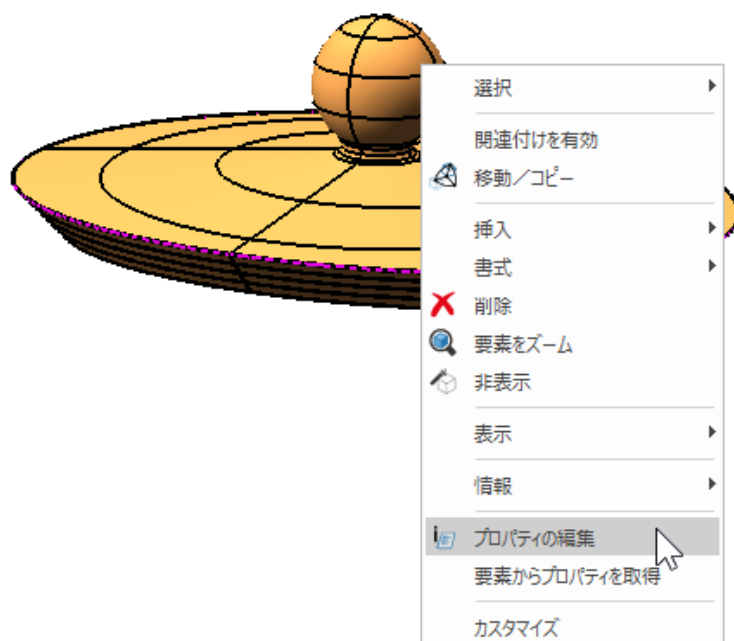 選択
関連付けを有効
移動／コピー
挿入
書式
削除
要素をズーム
非表示
表示
情報
プロパティの編集
要素からプロパティを取得
カスタマイズ